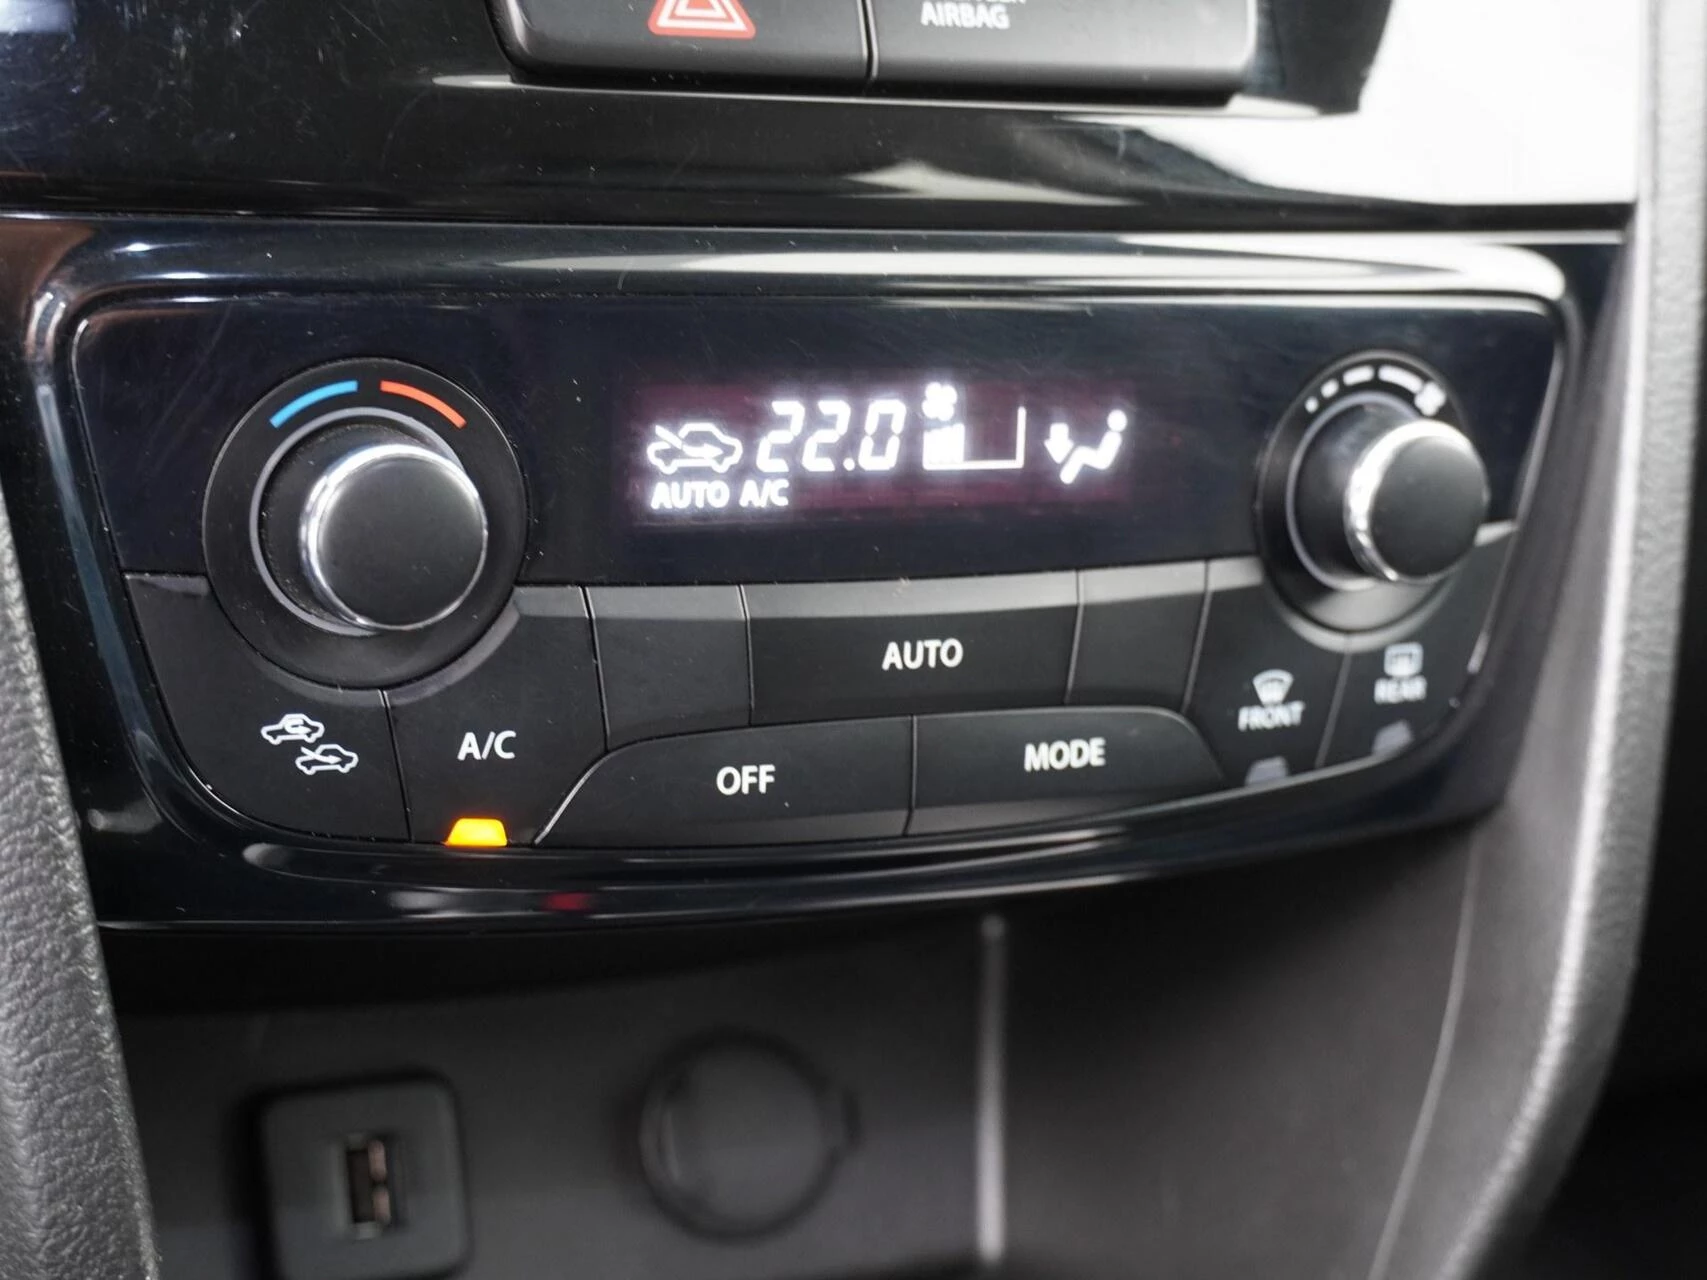 AIRBAG
22.0
AUTO A/C
AUTO
A/C
OFF
MODE
FRONT
REAR